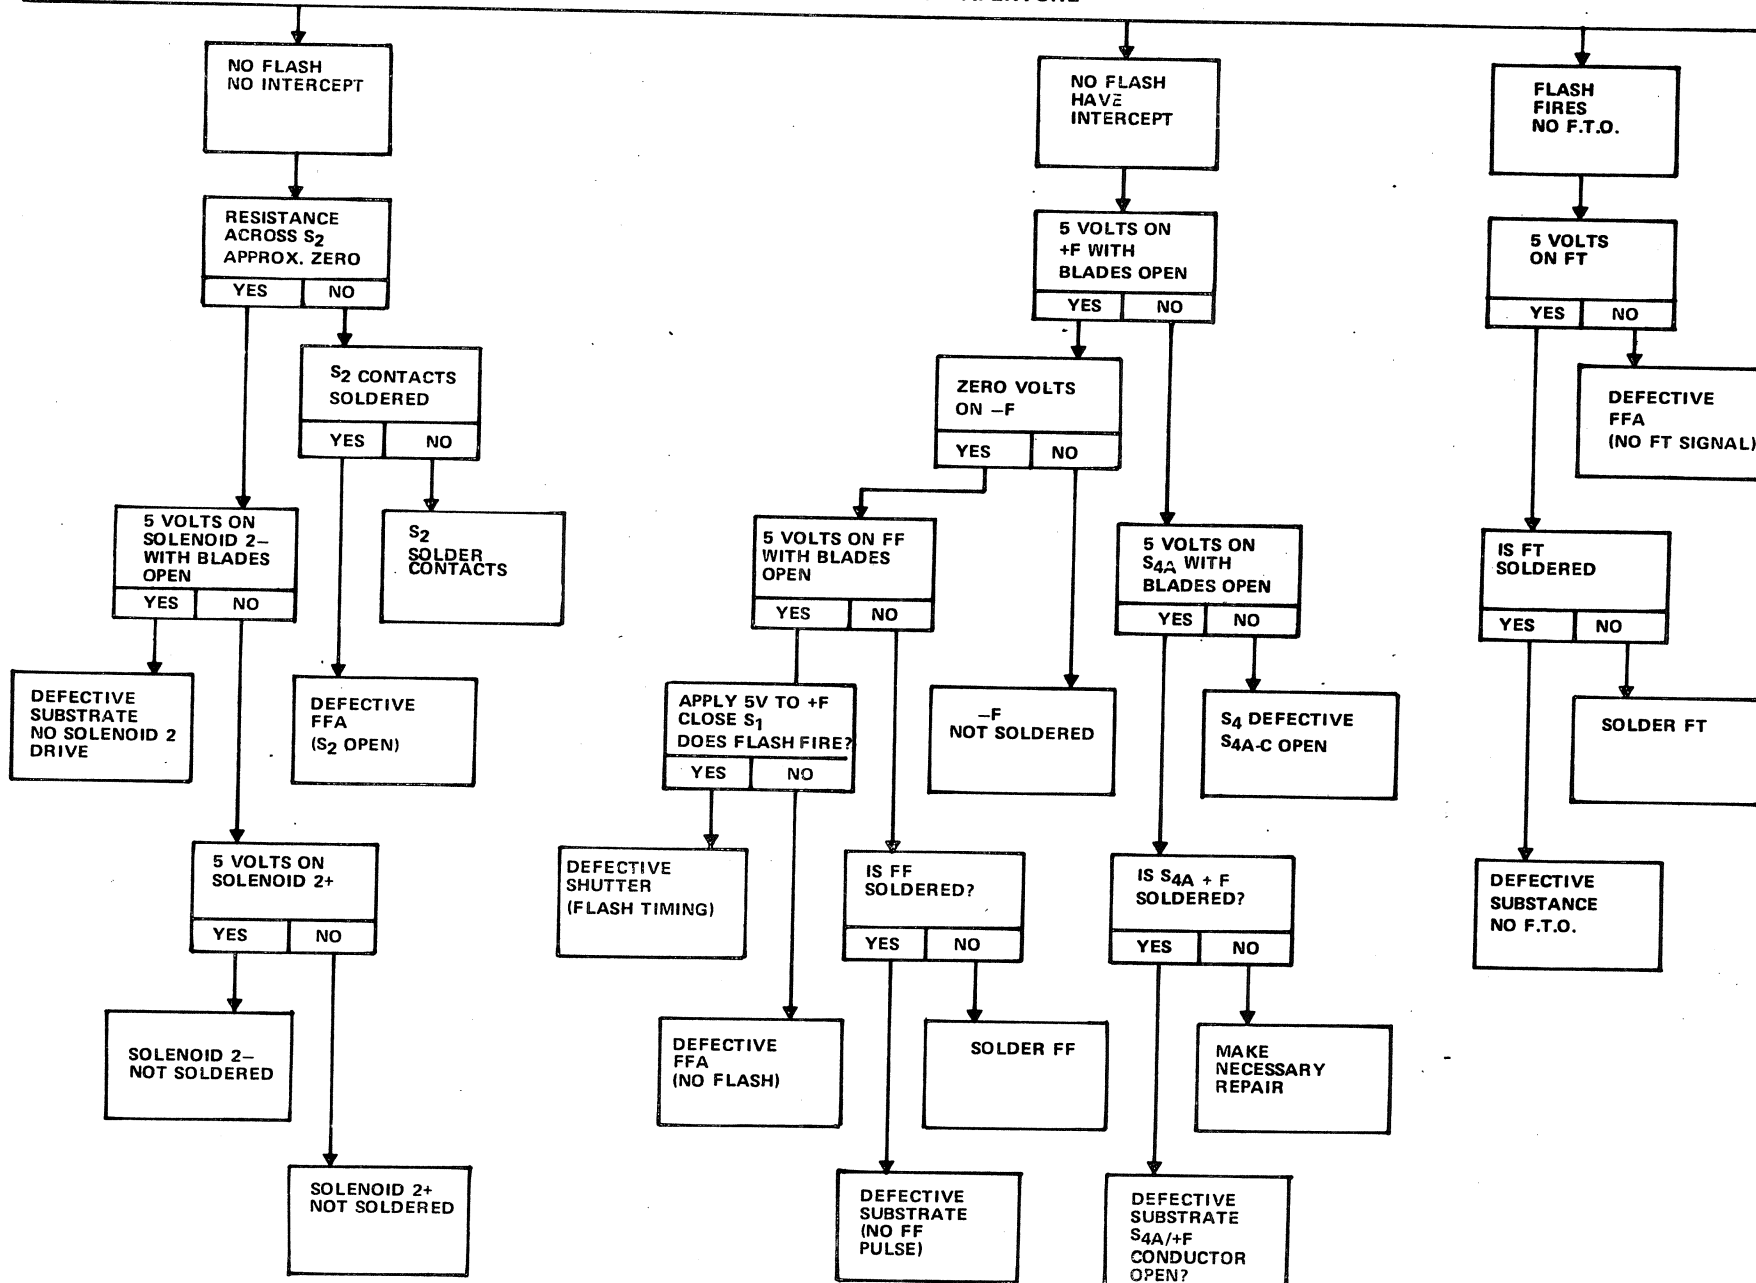 NO FLASH
NO INTERCEPT
RESISTANCE
ACROSS S2
APPROX. ZERO
YES NO
S2 CONTACTS
SOLDERED
YES NO
5 VOLTS ON
SOLENOID 2–
WITH BLADES
OPEN
YES NO
S2
SOLDER
CONTACTS
DEFECTIVE
SUBSTRATE
NO SOLENOID 2
DRIVE
DEFECTIVE
FFA
(S2 OPEN)
5 VOLTS ON
SOLENOID 2+
YES NO
SOLENOID 2–
NOT SOLDERED
SOLENOID 2+
NOT SOLDERED
NO FLASH
HAVE
INTERCEPT
5 VOLTS ON
+F WITH
BLADES OPEN
YES NO
ZERO VOLTS
ON –F
YES NO
5 VOLTS ON FF
WITH BLADES
OPEN
YES NO
5 VOLTS ON
S4A WITH
BLADES OPEN
YES NO
APPLY 5V TO +F
CLOSE S1
DOES FLASH FIRE?
YES NO
–F
NOT SOLDERED
S4 DEFECTIVE
S4A-C OPEN
DEFECTIVE
SHUTTER
(FLASH TIMING)
IS FF
SOLDERED?
YES NO
IS S4A + F
SOLDERED?
YES NO
DEFECTIVE
FFA
(NO FLASH)
SOLDER FF
MAKE
NECESSARY
REPAIR
DEFECTIVE
SUBSTRATE
(NO FF
PULSE)
DEFECTIVE
SUBSTRATE
S4A/+F
CONDUCTOR
OPEN?
FLASH
FIRES
NO F.T.O.
5 VOLTS
ON FT
YES NO
DEFECTIVE
FFA
(NO FT SIGNAL)
IS FT
SOLDERED
YES NO
SOLDER FT
DEFECTIVE
SUBSTANCE
NO F.T.O.